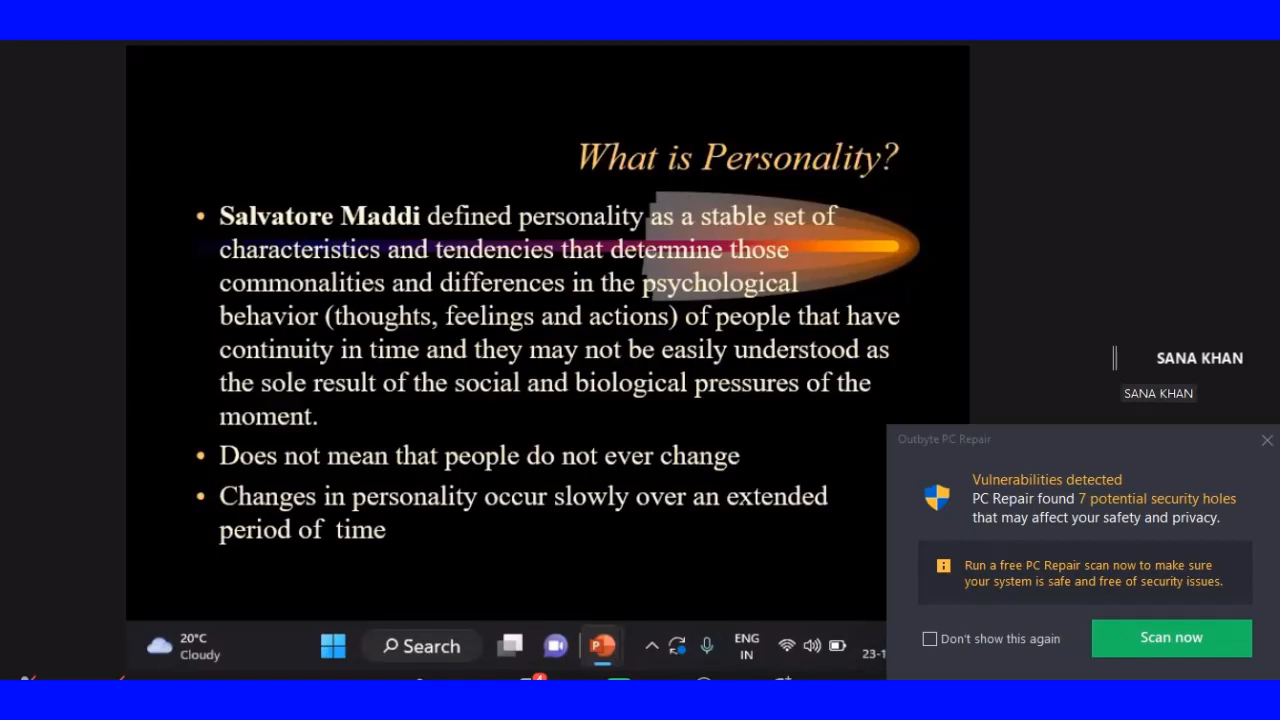 What is Personality?
• Salvatore Maddi defined personality as a stable set of
characteristics and tendencies that determine those
commonalities and differences in the psychological
behavior (thoughts, feelings and actions) of people that have
continuity in time and they may not be easily understood as
the sole result of the social and biological pressures of the
moment.
• Does not mean that people do not ever change
• Changes in personality occur slowly over an extended
period of time
SANA KHAN
SANA KHAN
Outbyte PC Repair
Vulnerabilities detected
PC Repair found 7 potential security holes
that may affect your safety and privacy.
Run a free PC Repair scan now to make sure
your system is safe and free of security issues.
Don't show this again
Scan now
20°C
Cloudy
Search
ENG
IN
23-1